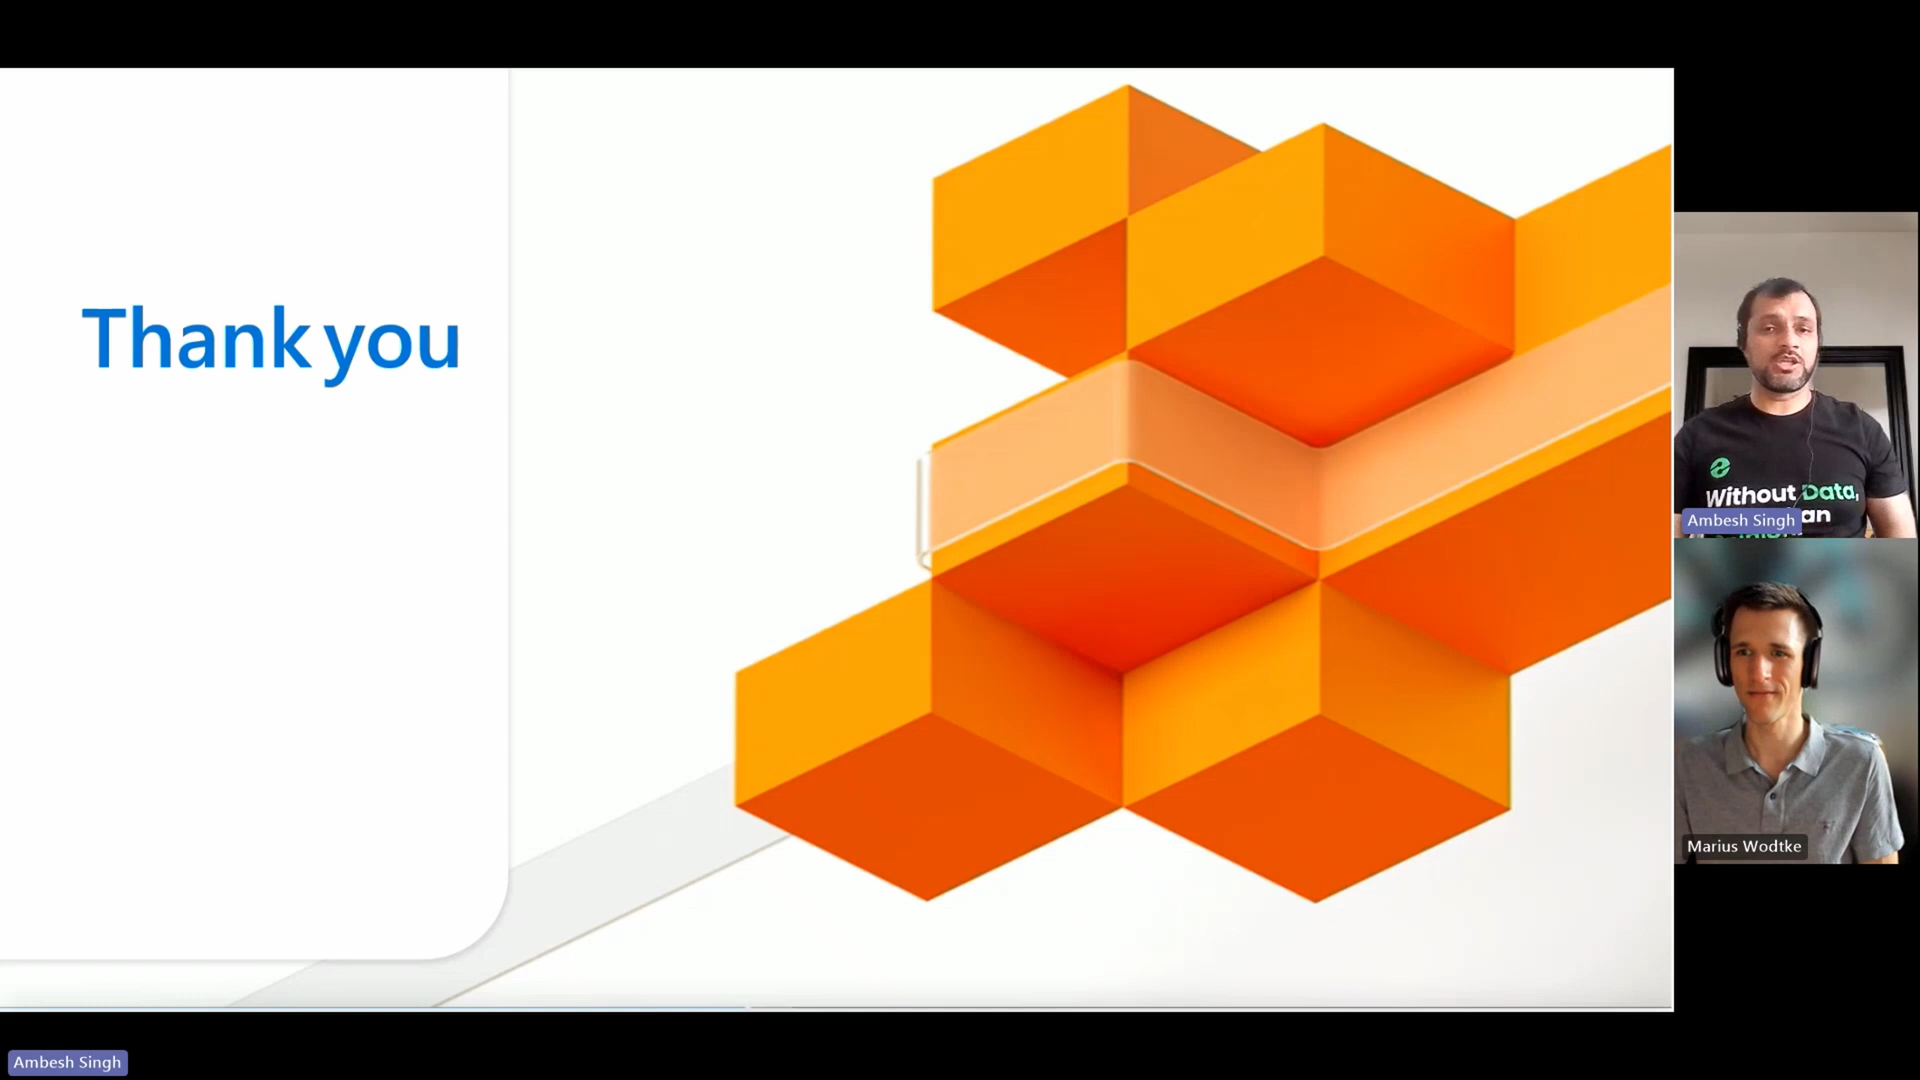 Thank you
Without Data,
an
Ambesh Singh
Marius Wodtke
Ambesh Singh